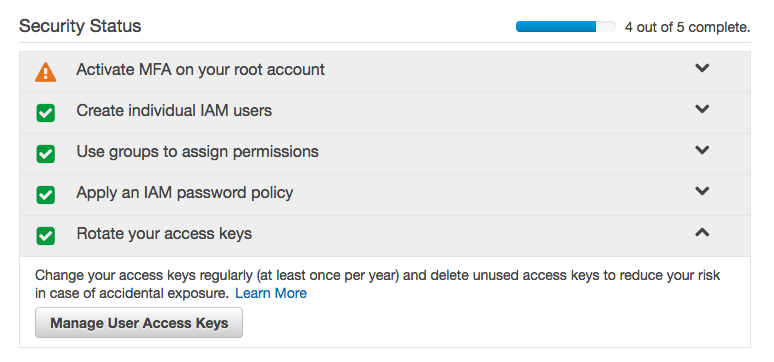 Security Status
4 out of 5 complete.
Activate MFA on your root account
Create individual IAM users
Use groups to assign permissions
Apply an IAM password policy
Rotate your access keys
Change your access keys regularly (at least once per year) and delete unused access keys to reduce your risk
in case of accidental exposure. Learn More
Manage User Access Keys